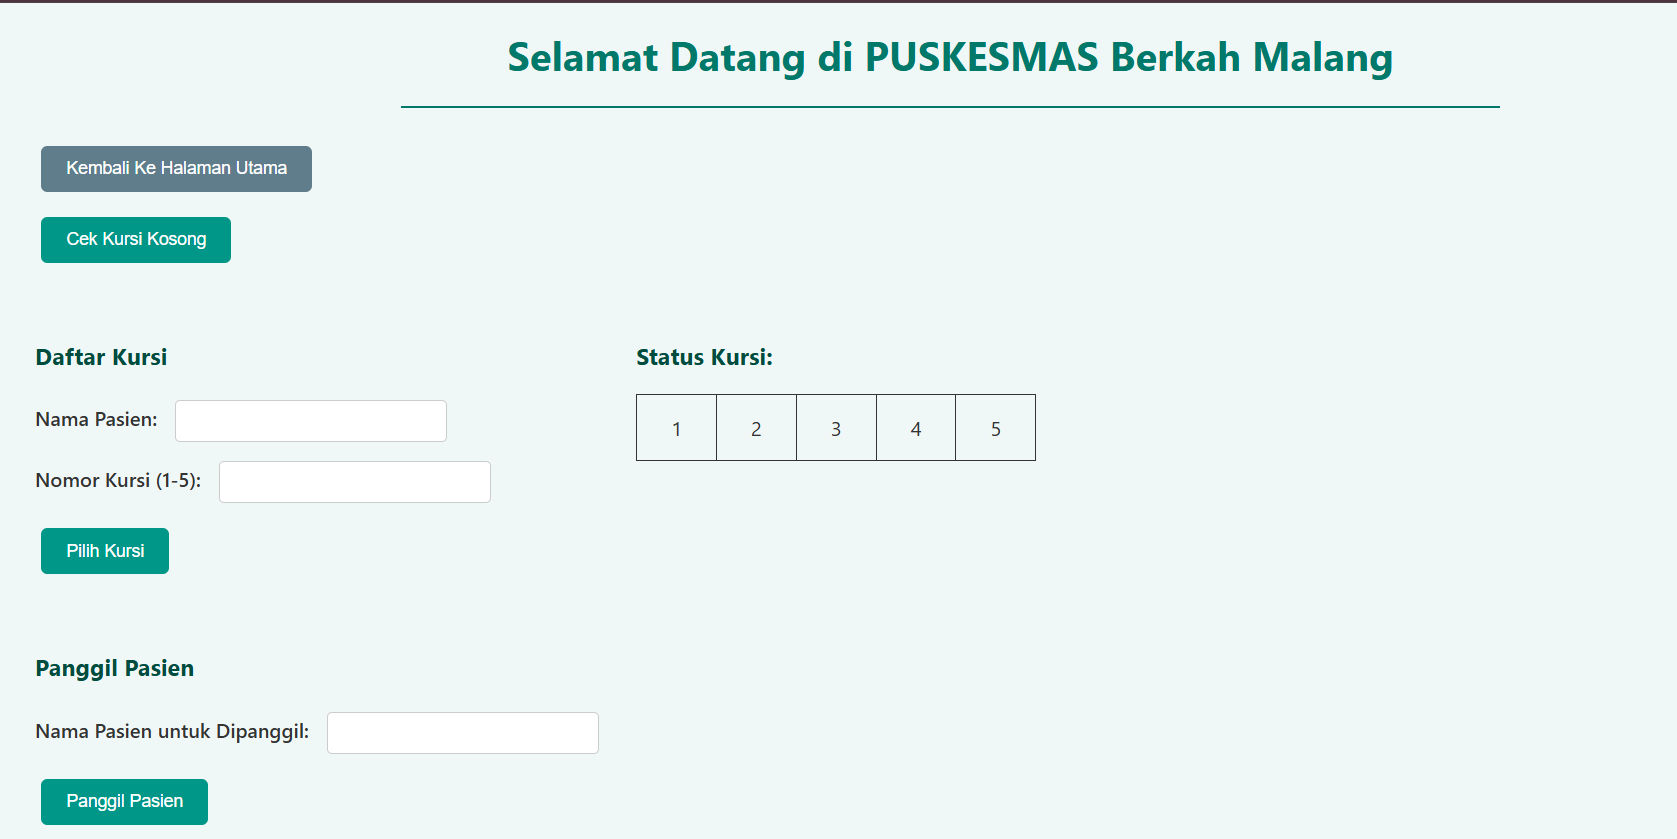 Selamat Datang di PUSKESMAS Berkah Malang
Kembali Ke Halaman Utama
Cek Kursi Kosong
Daftar Kursi
Nama Pasien:
Nomor Kursi (1-5):
Pilih Kursi
Status Kursi:
1 2 3 4 5
Panggil Pasien
Nama Pasien untuk Dipanggil:
Panggil Pasien